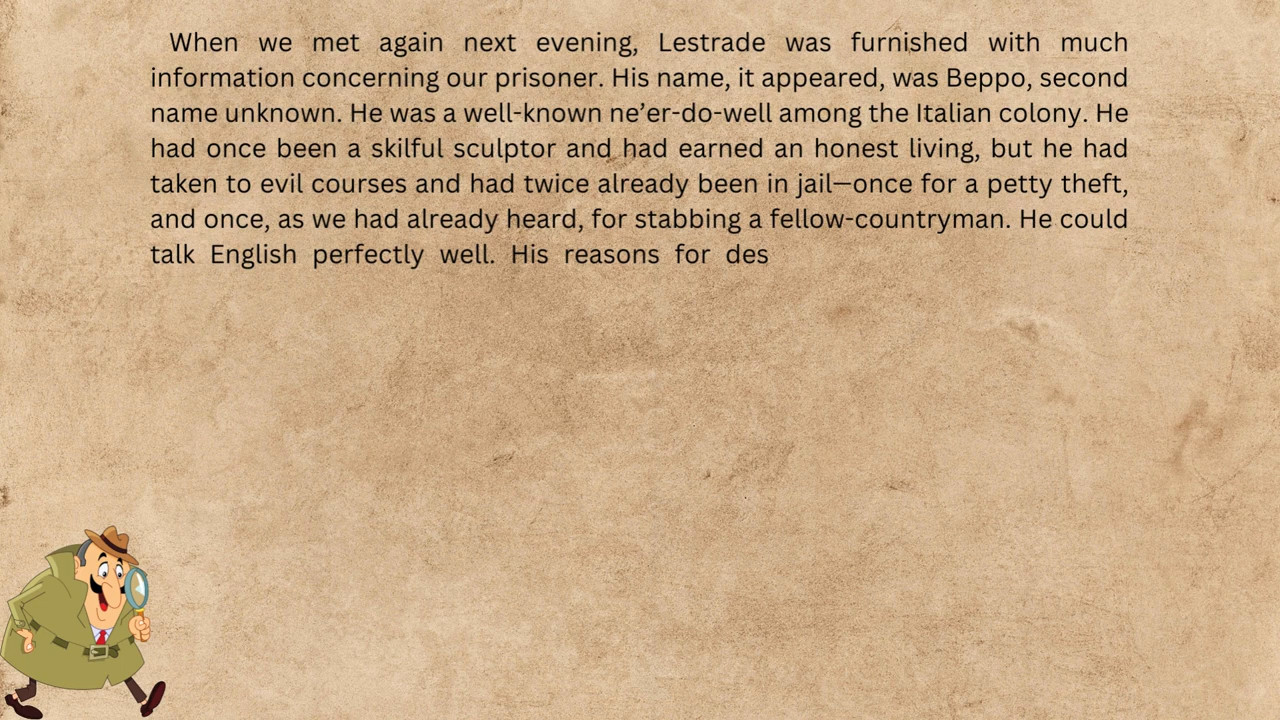 When we met again next evening, Lestrade was furnished with much
information concerning our prisoner. His name, it appeared, was Beppo, second
name unknown. He was a well-known ne’er-do-well among the Italian colony. He
had once been a skilful sculptor and had earned an honest living, but he had
taken to evil courses and had twice already been in jail—once for a petty theft,
and once, as we had already heard, for stabbing a fellow-countryman. He could
talk English perfectly well. His reasons for des